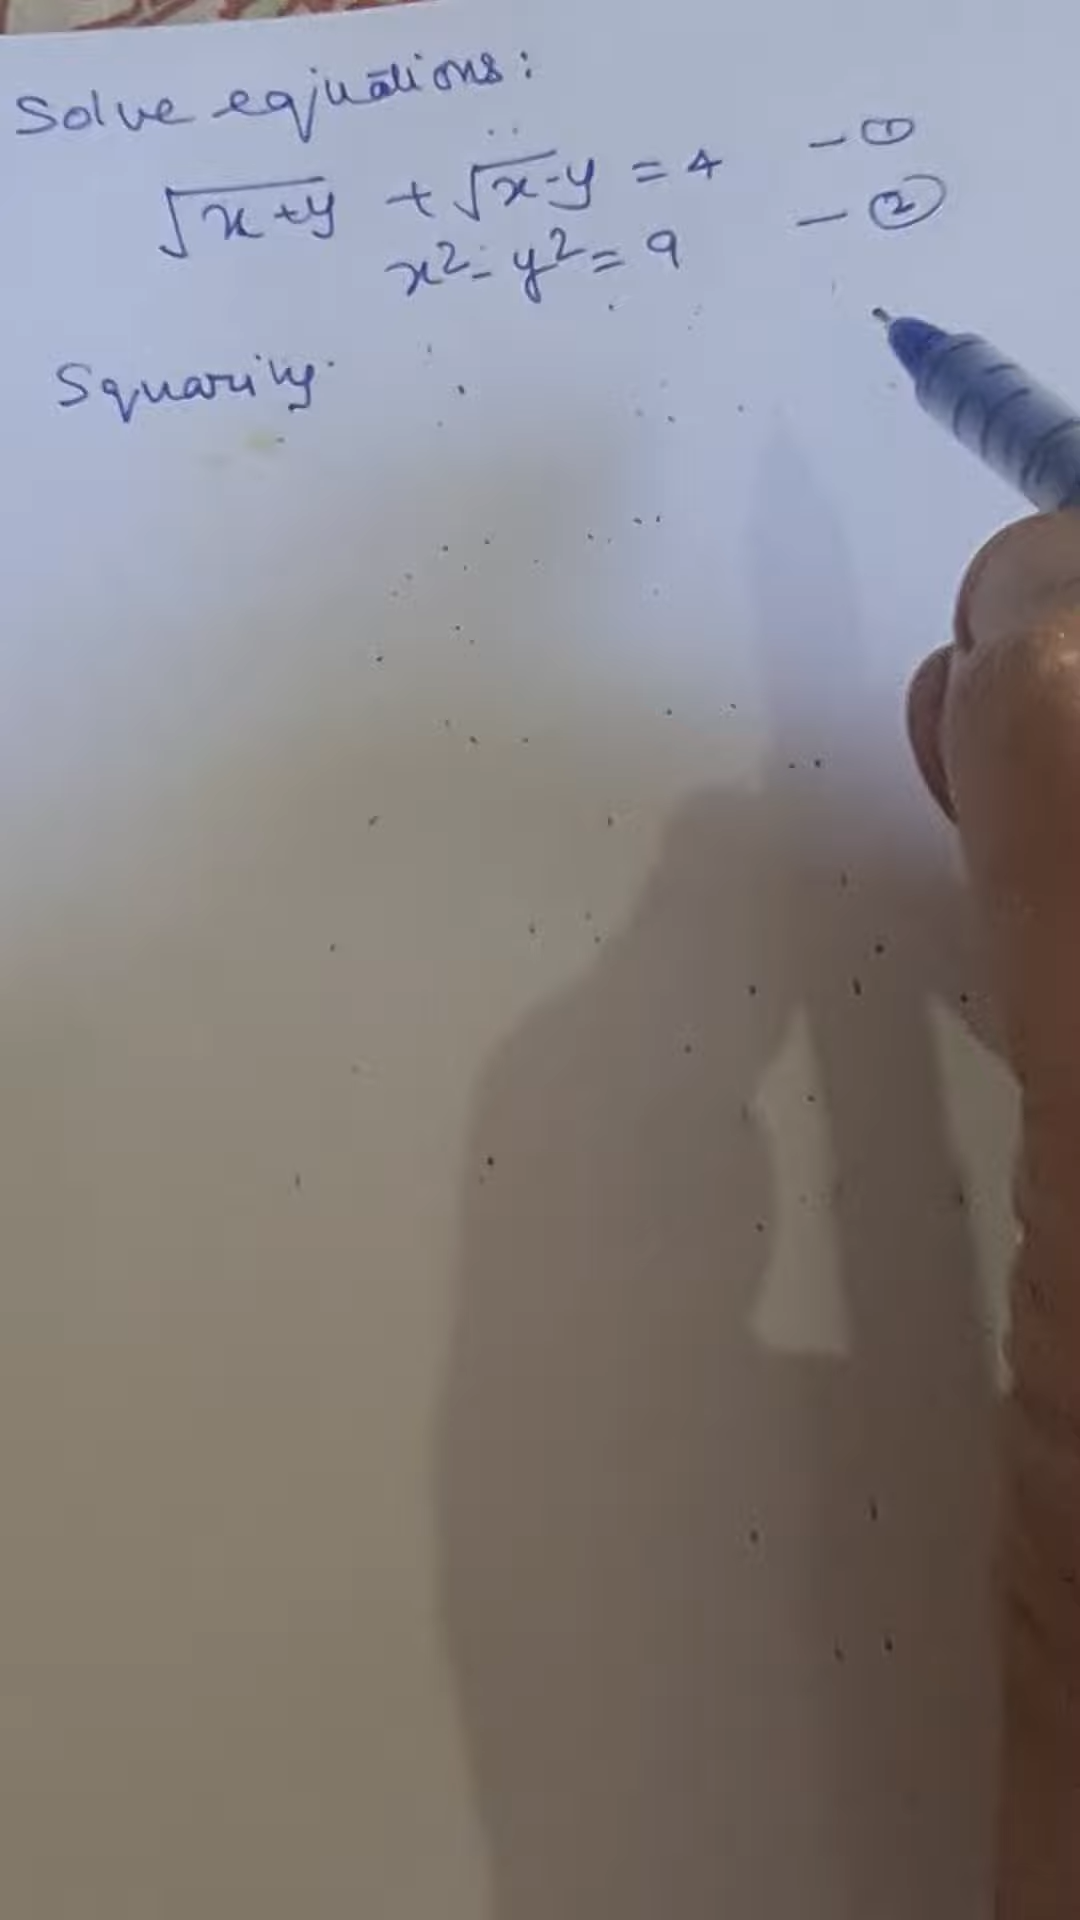 Solve equations:
√x+y + √x-y = 4 - ①
x² - y² = 9 - ②
Squaring